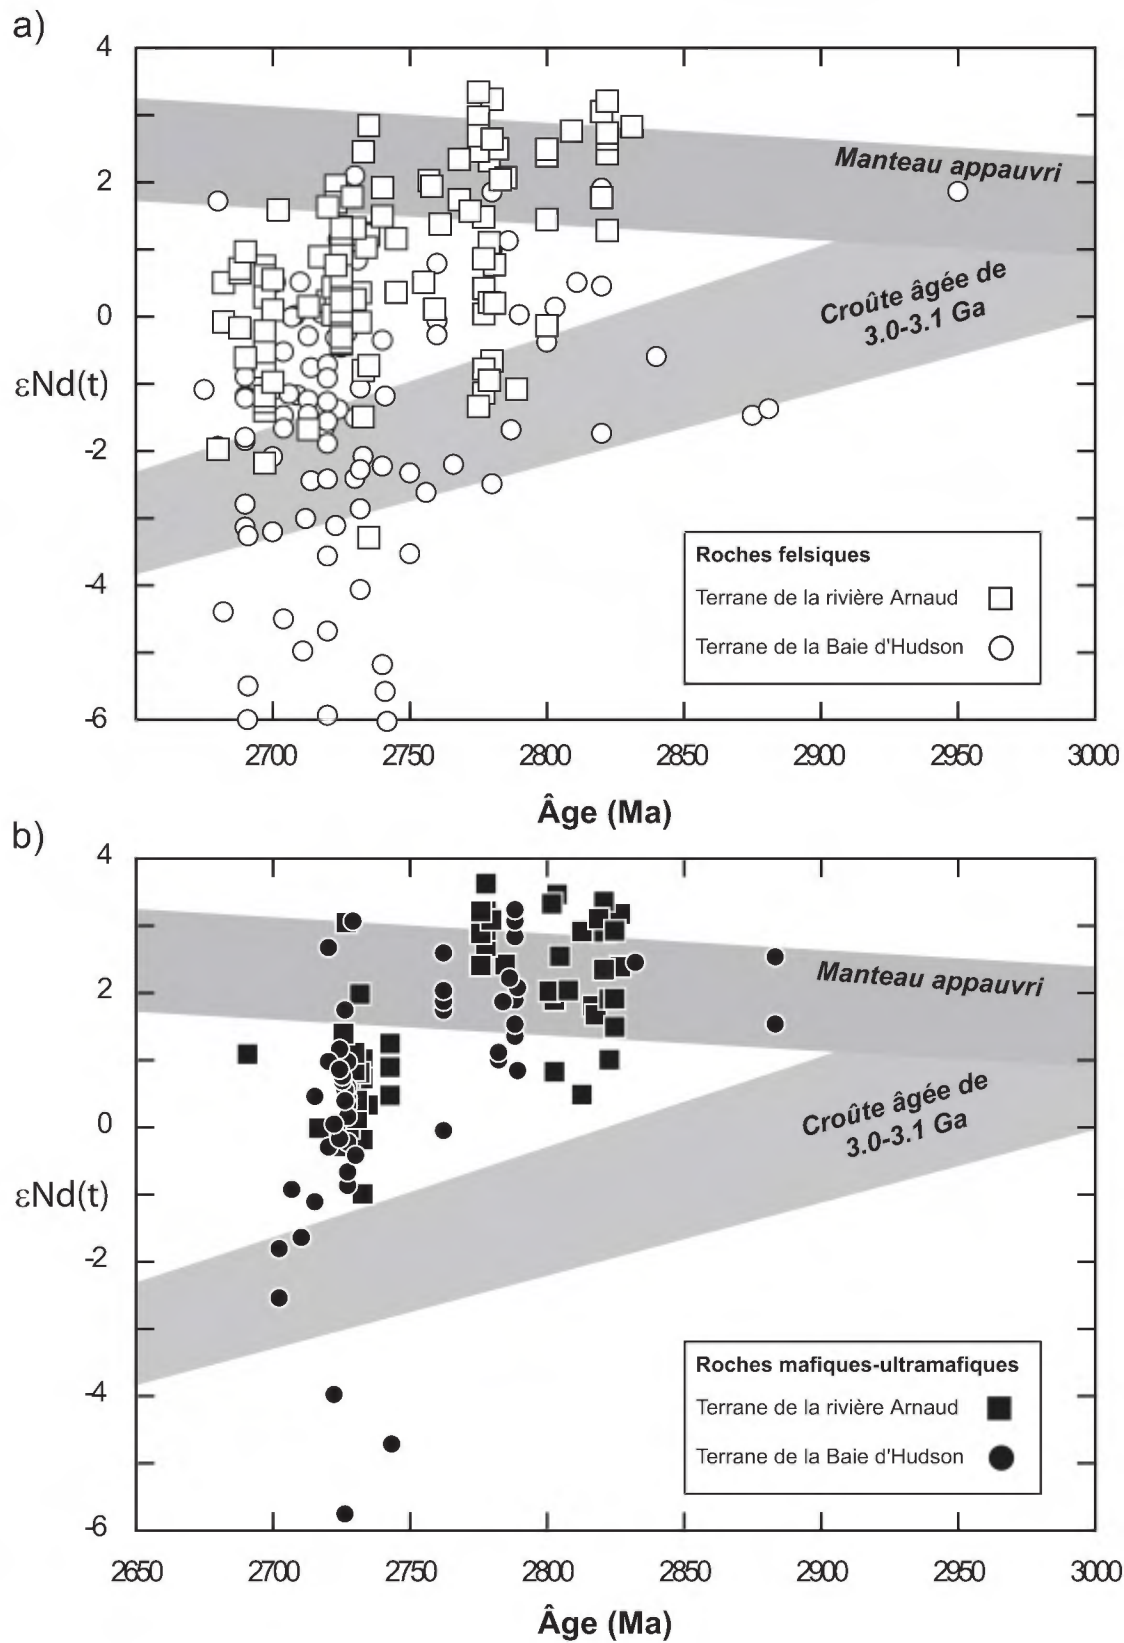 a)
4
2
0
εNd(t)
-2
-4
-6
Manteau appauvri
Croûte âgée de
3.0-3.1 Ga
Roches felsiques
Terrane de la rivière Arnaud
Terrane de la Baie d'Hudson
2700 2750 2800 2850 2900 2950 3000
Âge (Ma)
b)
4
2
0
εNd(t)
-2
-4
-6
Manteau appauvri
Croûte âgée de
3.0-3.1 Ga
Roches mafiques-ultramafiques
Terrane de la rivière Arnaud
Terrane de la Baie d'Hudson
2650 2700 2750 2800 2850 2900 2950 3000
Âge (Ma)